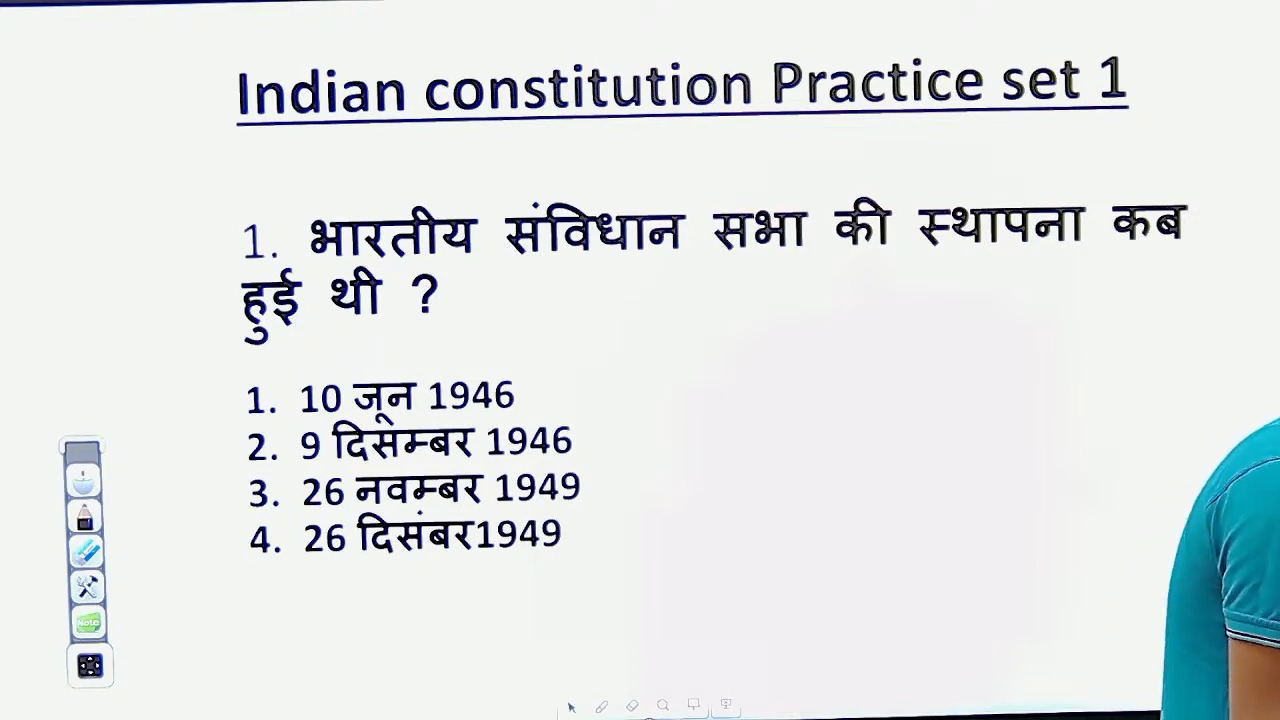 Indian constitution Practice set 1
1. भारतीय संविधान सभा की स्थापना कब
हुई थी ?
1. 10 जून 1946
2. 9 दिसम्बर 1946
3. 26 नवम्बर 1949
4. 26 दिसंबर1949
Note